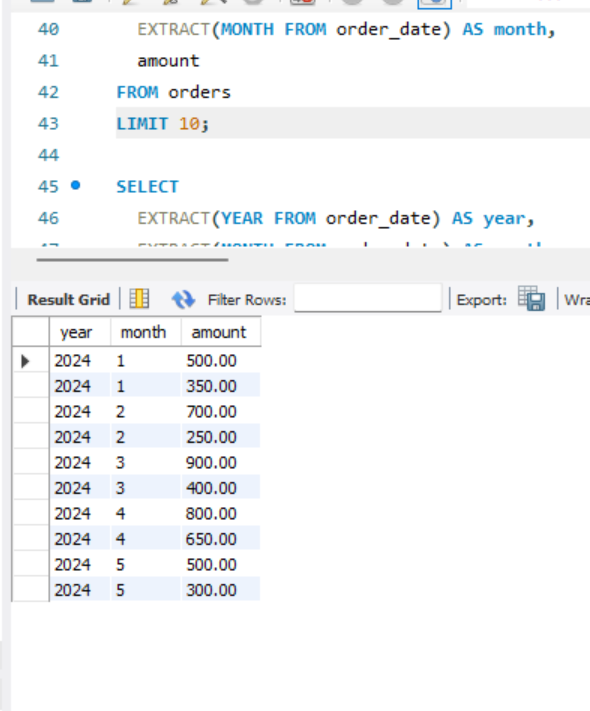 40 EXTRACT(MONTH FROM order_date) AS month,
41 amount
42 FROM orders
43 LIMIT 10;
44
45 SELECT
46 EXTRACT(YEAR FROM order_date) AS year,
Result Grid Filter Rows: Export: Wra
year month amount
2024 1 500.00
2024 1 350.00
2024 2 700.00
2024 2 250.00
2024 3 900.00
2024 3 400.00
2024 4 800.00
2024 4 650.00
2024 5 500.00
2024 5 300.00